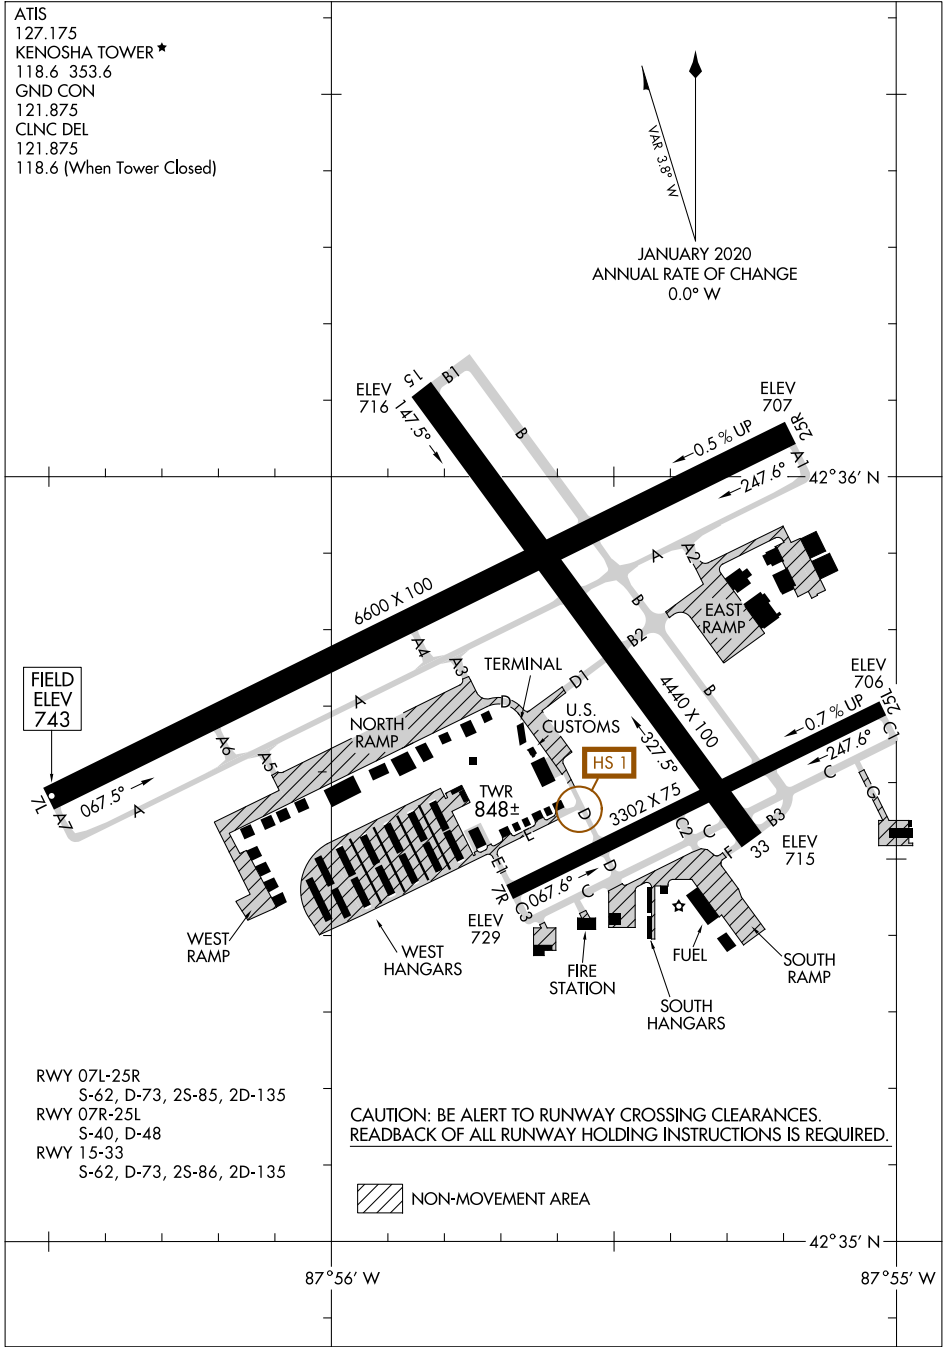 ATIS
127.175
KENOSHA TOWER★
118.6 353.6
GND CON
121.875
CLNC DEL
121.875
118.6 (When Tower Closed)
VAR 3.8° W
JANUARY 2020
ANNUAL RATE OF CHANGE
0.0° W
ELEV
716
15
B1
147.5°
B
ELEV
707
25R
0.5 % UP
A1
247.6°
42°36' N
A
A2
B
EAST
RAMP
6600 X 100
B2
A4
A3
TERMINAL
D1
D
U.S.
CUSTOMS
B
4440 X 100
327.5°
ELEV
706
25L
0.7 % UP
C1
247.6°
C
G
FIELD
ELEV
743
A
NORTH
RAMP
A6
A5
HS 1
7L
A7
067.5°
A
TWR
848±
D
3302 X 75
E
C2
C
B3
F
33
ELEV
715
E1
7R
067.6°
C
D
C3
ELEV
729
WEST
RAMP
WEST
HANGARS
FIRE
STATION
FUEL
SOUTH
RAMP
SOUTH
HANGARS
RWY 07L-25R
S-62, D-73, 2S-85, 2D-135
RWY 07R-25L
S-40, D-48
RWY 15-33
S-62, D-73, 2S-86, 2D-135
CAUTION: BE ALERT TO RUNWAY CROSSING CLEARANCES.
READBACK OF ALL RUNWAY HOLDING INSTRUCTIONS IS REQUIRED.
NON-MOVEMENT AREA
42°35' N
87°56' W
87°55' W